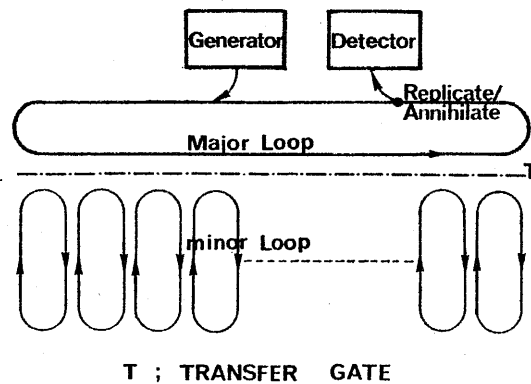 Generator
Detector
Replicate/
Annihilate
Major Loop
T
minor Loop
T ; TRANSFER GATE